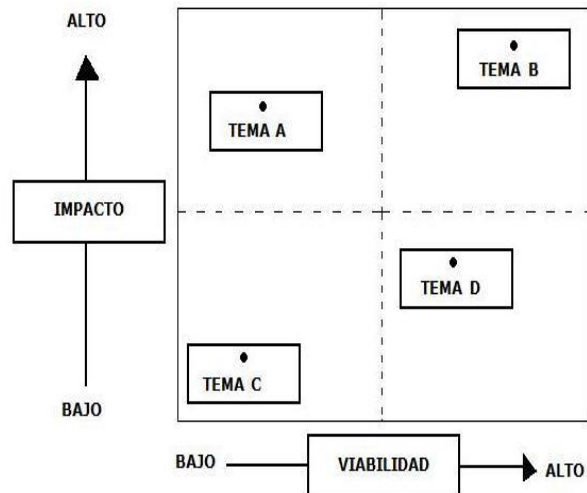 ALTO
TEMA B
TEMA A
IMPACTO
TEMA D
TEMA C
BAJO
BAJO
VIABILIDAD
ALTO